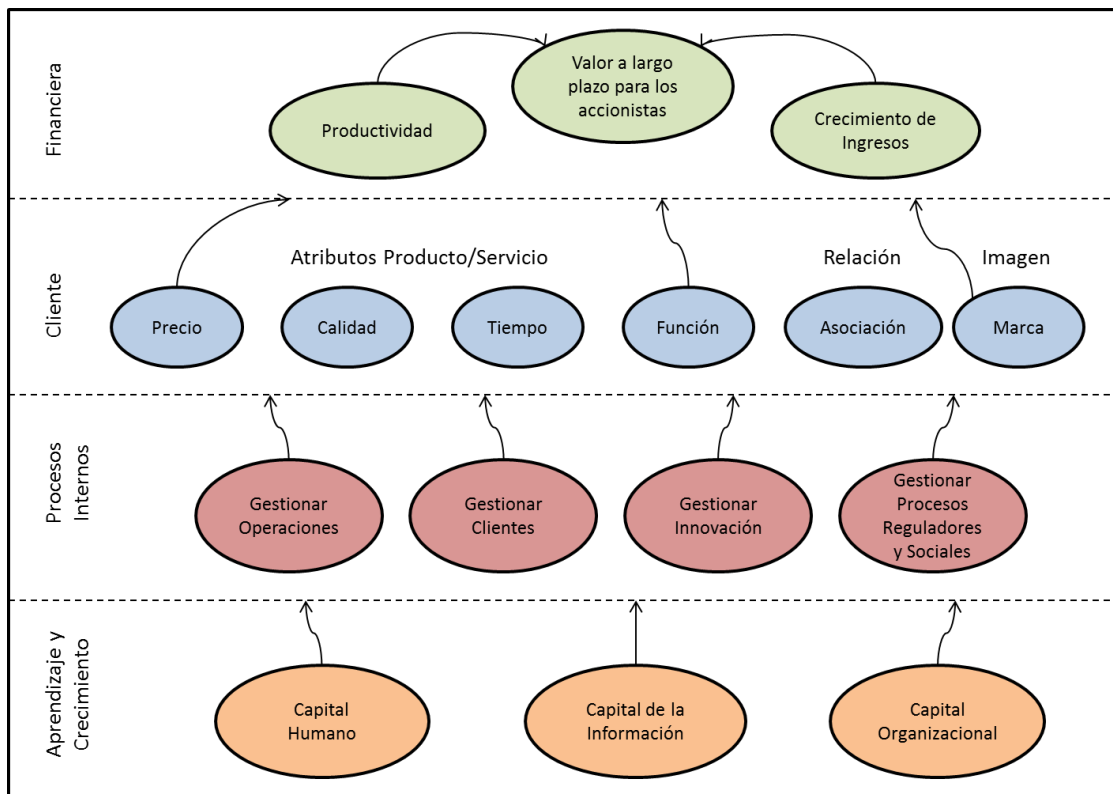 Financiera
Valor a largo
plazo para los
accionistas
Productividad
Crecimiento de
Ingresos
Cliente
Atributos Producto/Servicio
Relación
Imagen
Precio
Calidad
Tiempo
Función
Asociación
Marca
Procesos
Internos
Gestionar
Operaciones
Gestionar
Clientes
Gestionar
Innovación
Gestionar
Procesos
Reguladores
y Sociales
Aprendizaje y
Crecimiento
Capital
Humano
Capital de la
Información
Capital
Organizacional